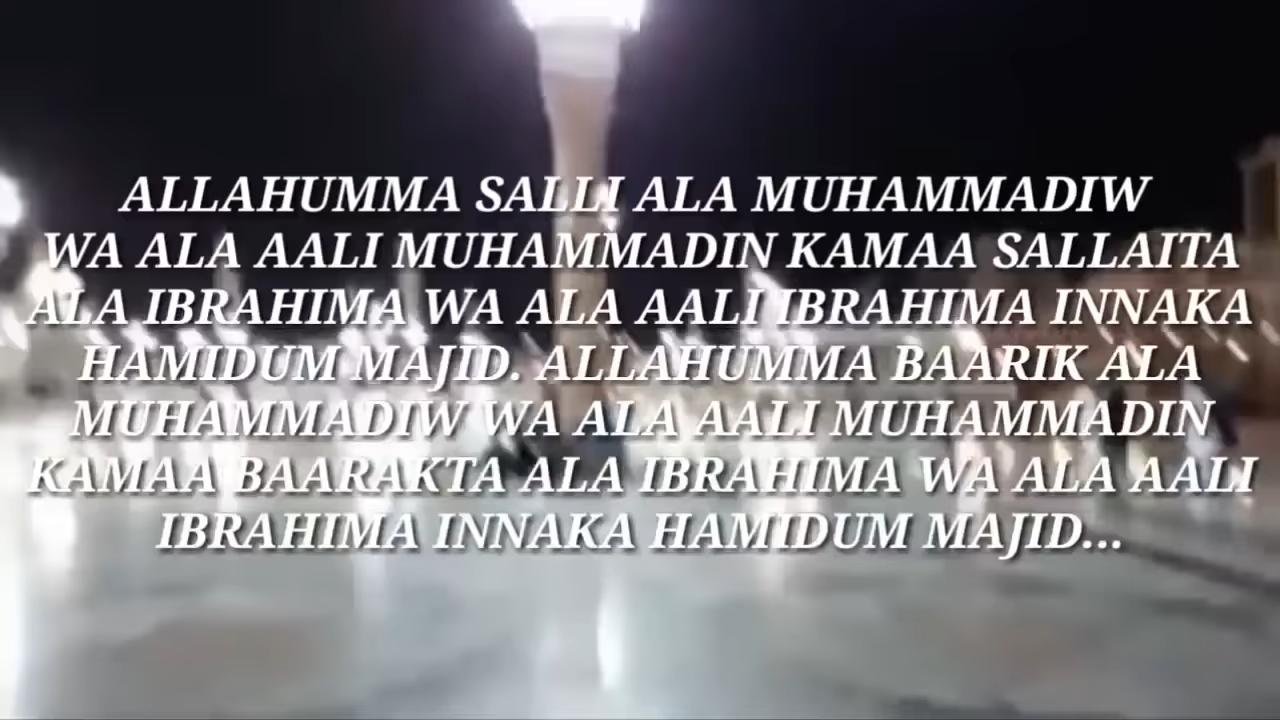 ALLAHUMMA SALLI ALA MUHAMMADIW
WA ALA AALI MUHAMMADIN KAMAA SALLAITA
ALA IBRAHIMA WA ALA AALI IBRAHIMA INNAKA
HAMIDUM MAJID. ALLAHUMMA BAARIK ALA
MUHAMMADIW WA ALA AALI MUHAMMADIN
KAMAA BAARAKTA ALA IBRAHIMA WA ALA AALI
IBRAHIMA INNAKA HAMIDUM MAJID...